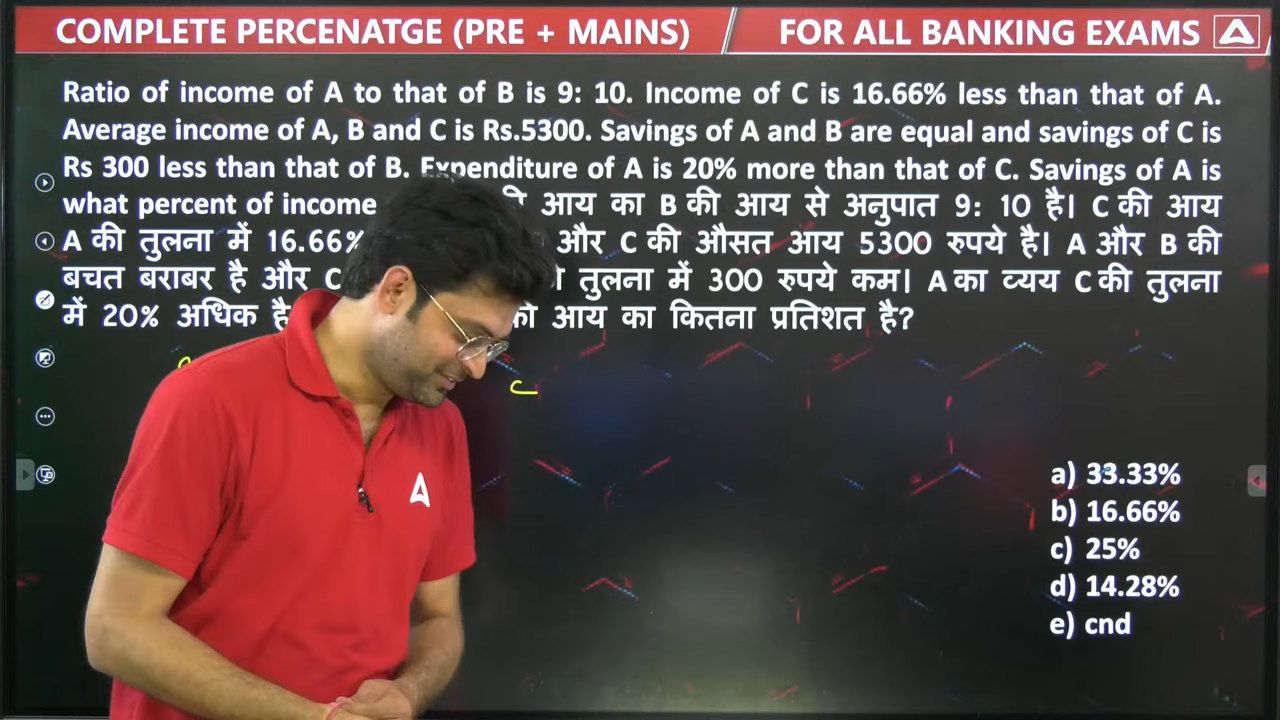 COMPLETE PERCENATGE (PRE + MAINS) FOR ALL BANKING EXAMS
Ratio of income of A to that of B is 9: 10. Income of C is 16.66% less than that of A.
Average income of A, B and C is Rs.5300. Savings of A and B are equal and savings of C is
Rs 300 less than that of B. Expenditure of A is 20% more than that of C. Savings of A is
what percent of income आय का B की आय से अनुपात 9: 10 है। C की आय
A की तुलना में 16.66% और C की औसत आय 5300 रुपये है। A और B की
बचत बराबर है और C तुलना में 300 रुपये कम। A का व्यय C की तुलना
में 20% अधिक है आय का कितना प्रतिशत है?
C
a) 33.33%
b) 16.66%
c) 25%
d) 14.28%
e) cnd